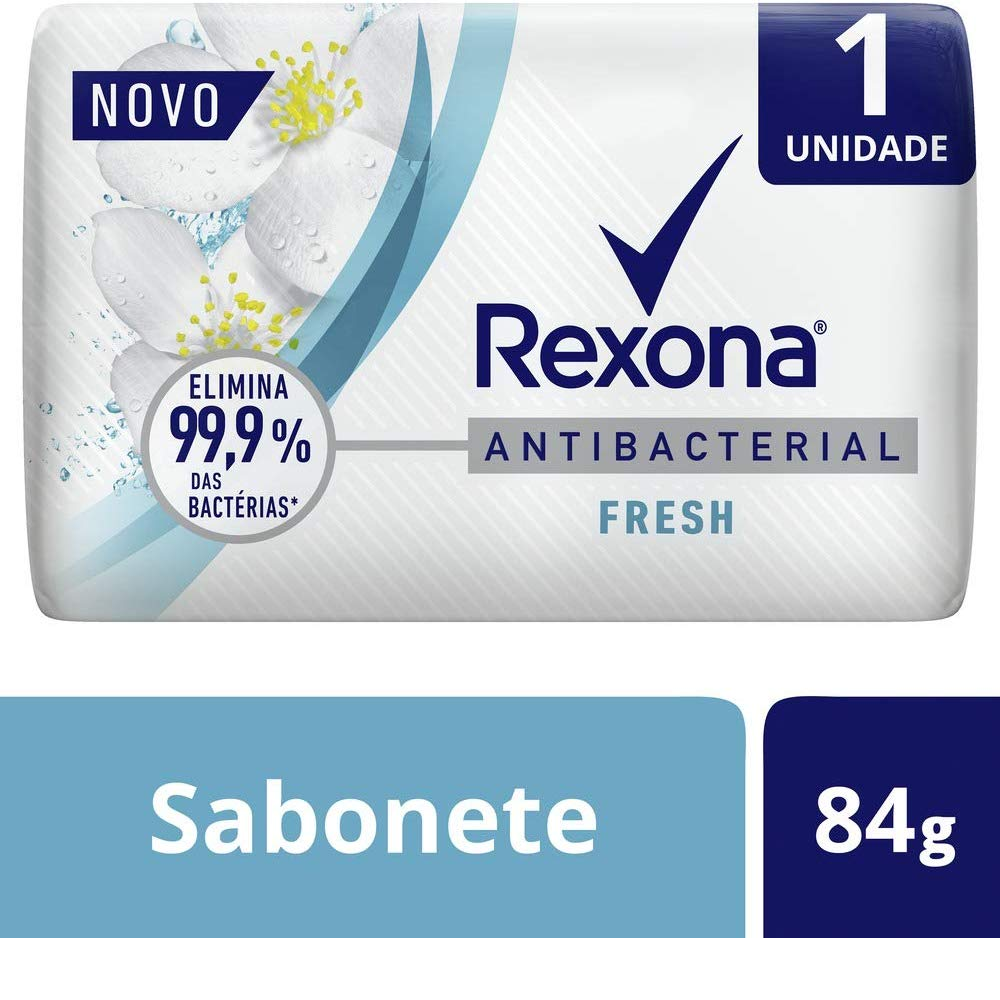 NOVO
1
UNIDADE
Rexona®
ANTIBACTERIAL
FRESH
ELIMINA
99,9%
DAS
BACTÉRIAS*
Sabonete
84g